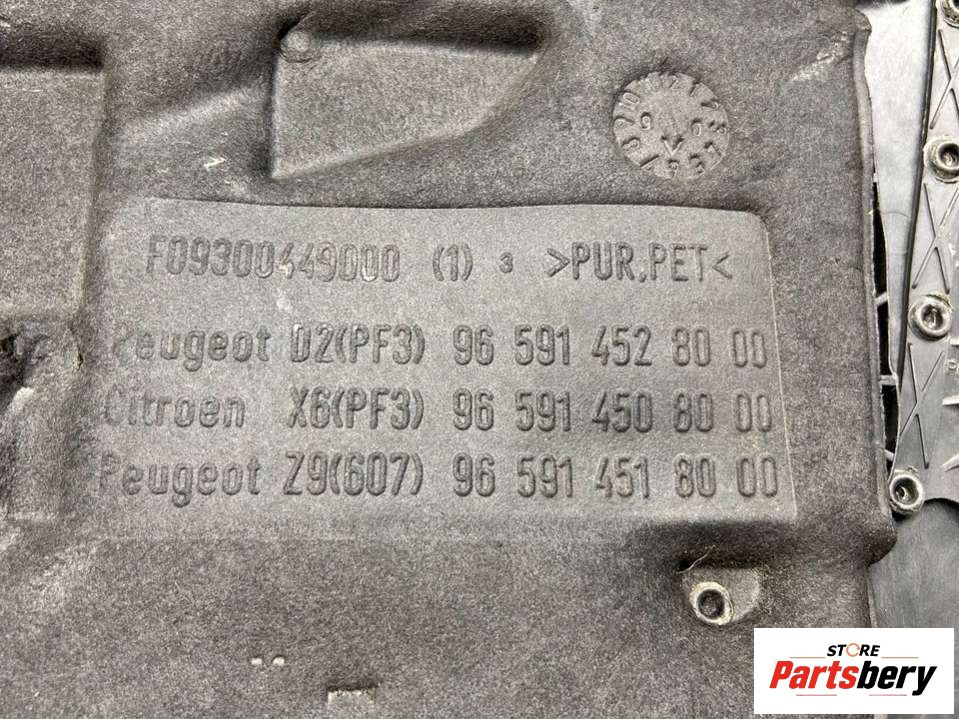 F09300449000 (1) 3 >PUR,PET<
Peugeot D2(PF3) 96 591 452 80 00
Citroen X6(PF3) 96 591 450 80 00
Peugeot Z9(607) 96 591 451 80 00
STORE
Partsbery